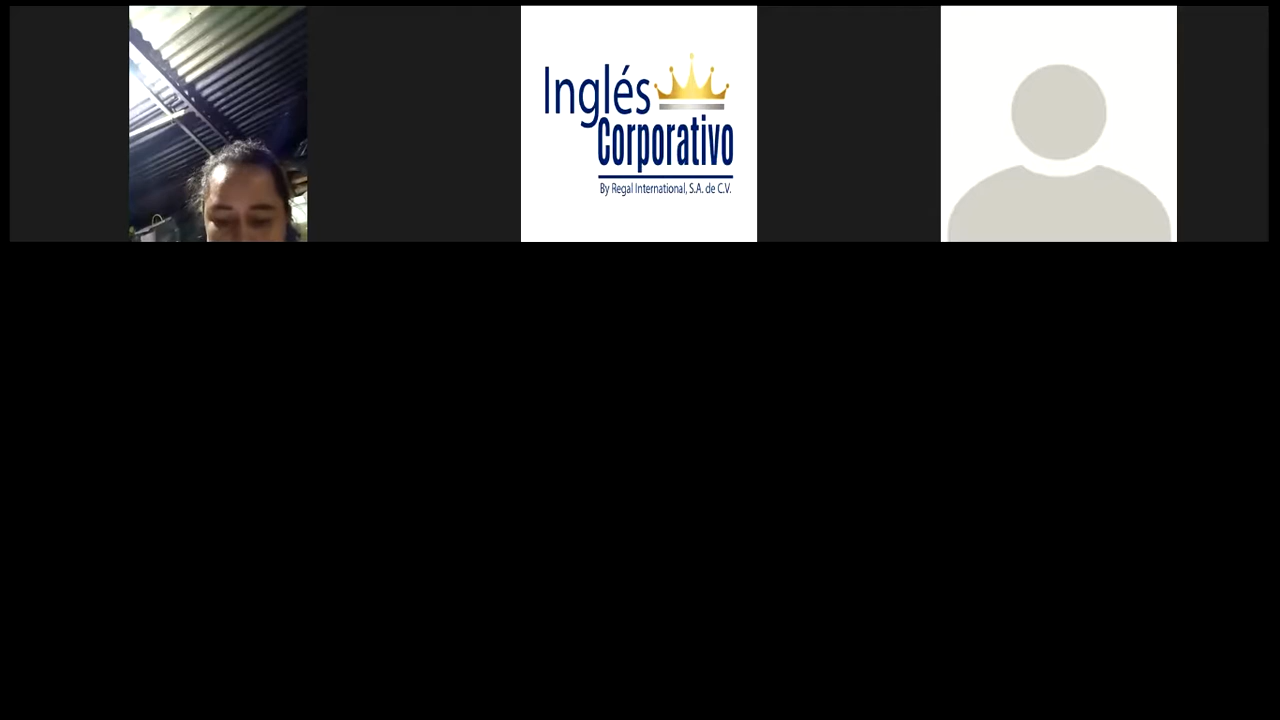 Inglés
Corporativo
By Regal International, S.A. de C.V.